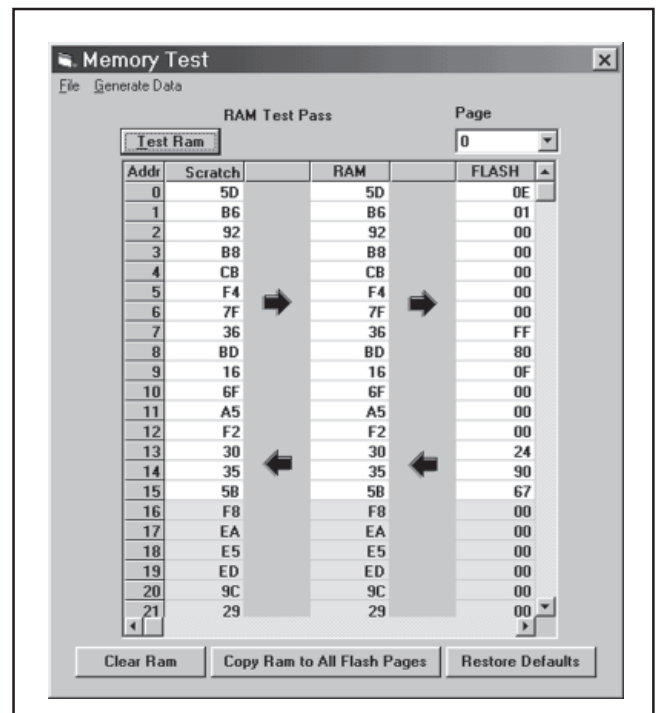 Memory Test
File Generate Data
RAM Test Pass Page
Test Ram 0
Addr Scratch RAM FLASH
0 5D 5D 0E
1 B6 B6 01
2 92 92 00
3 B8 B8 00
4 CB CB 00
5 F4 F4 00
6 7F 7F 00
7 36 36 FF
8 BD BD 80
9 16 16 0F
10 6F 6F 00
11 A5 A5 00
12 F2 F2 00
13 30 30 24
14 35 35 90
15 5B 5B 67
16 F8 F8 00
17 EA EA 00
18 E5 E5 00
19 ED ED 00
20 9C 9C 00
21 29 29 00
Clear Ram Copy Ram to All Flash Pages Restore Defaults